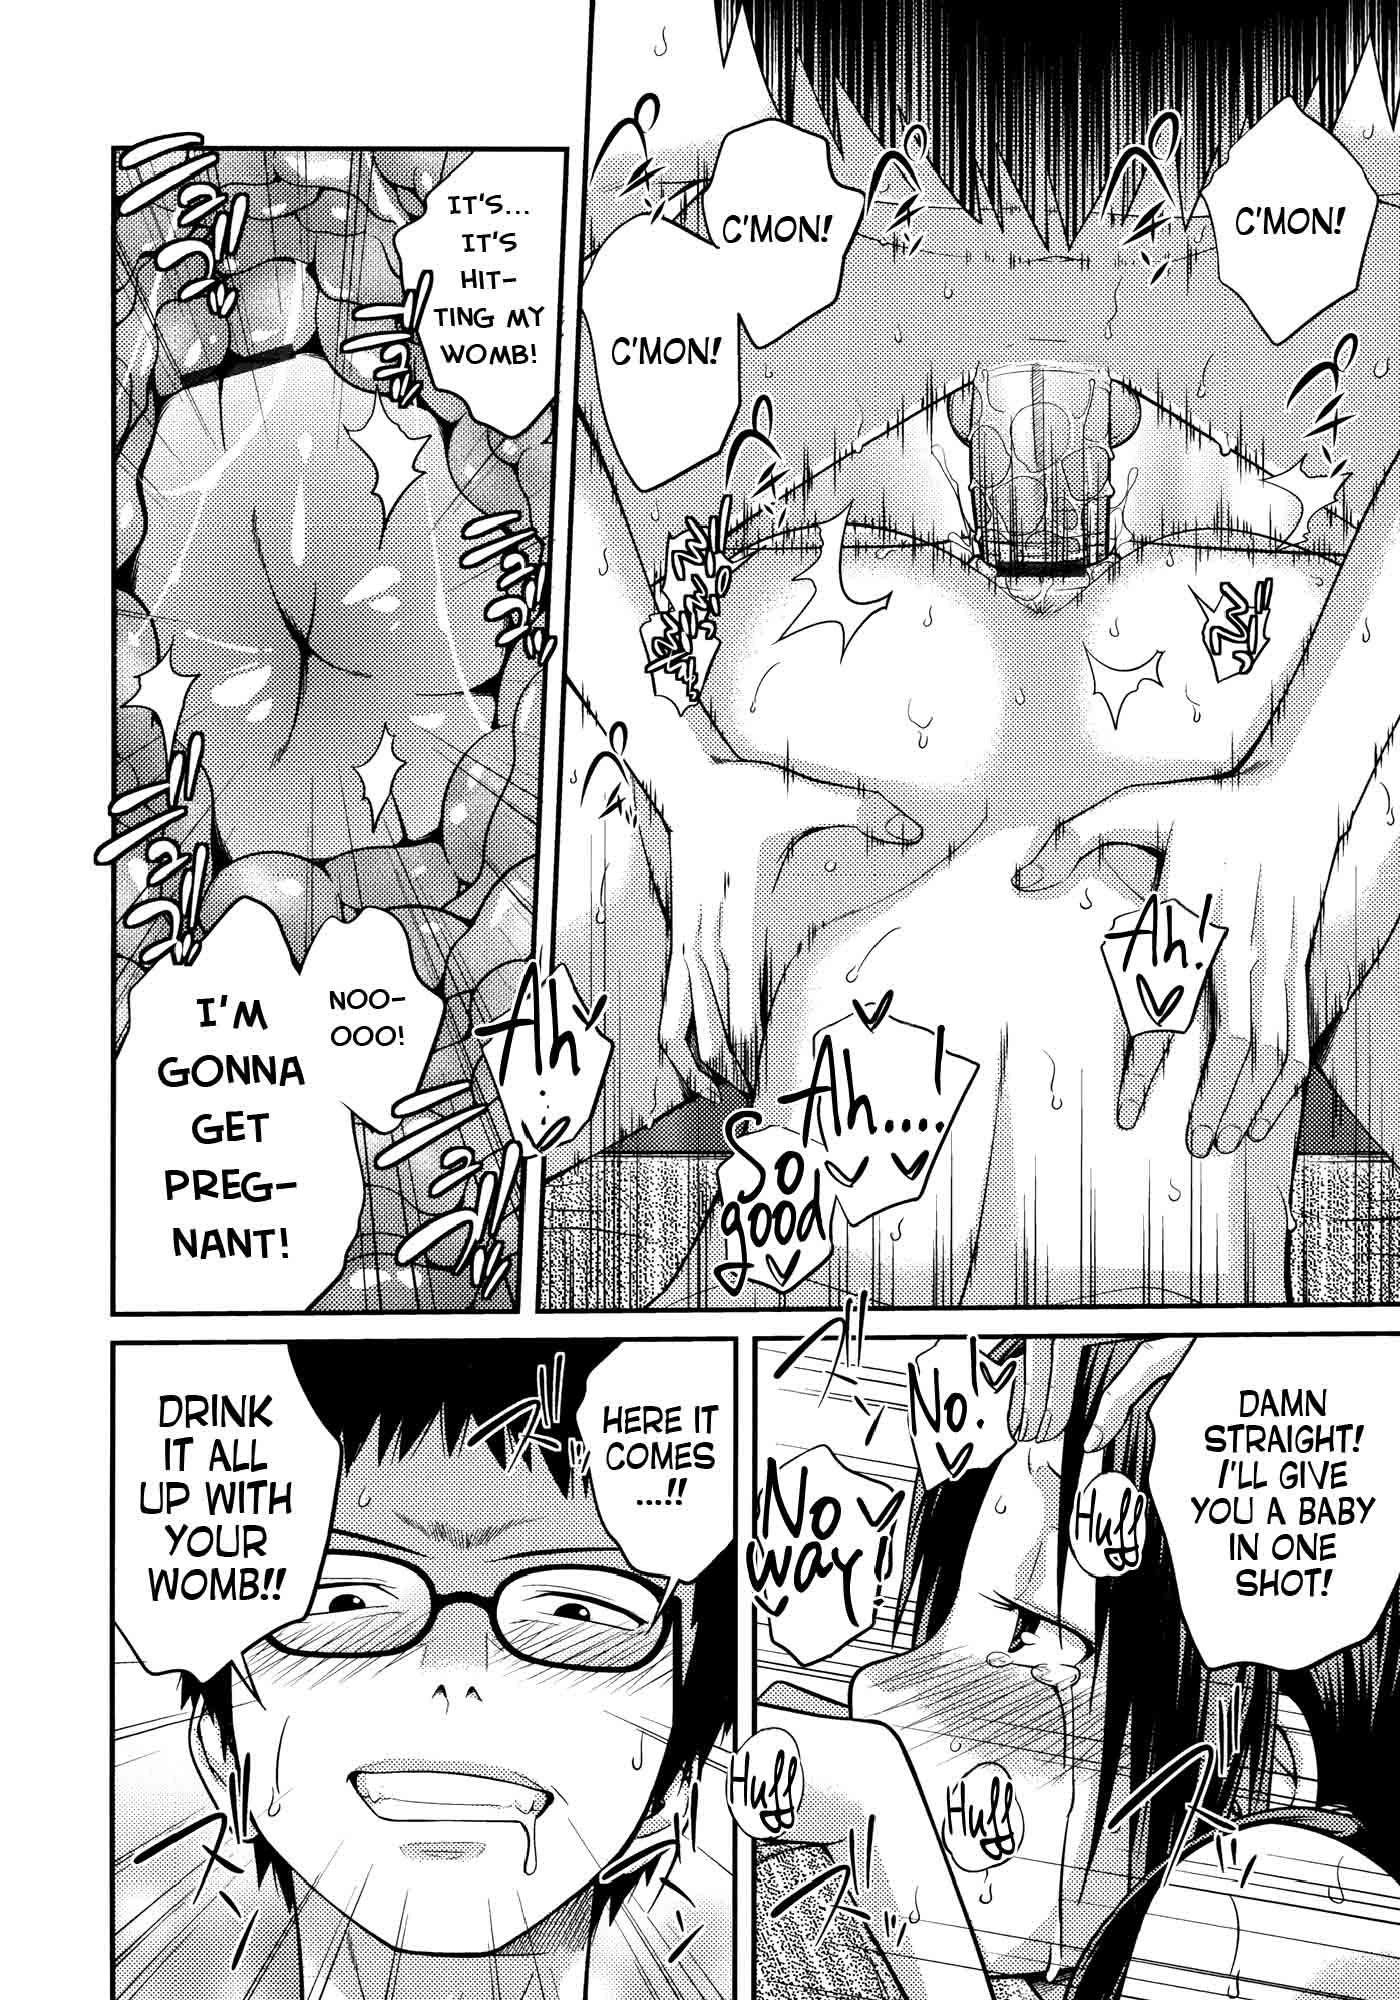 C'MON!
C'MON!
C'MON!
Ah!
Ah....!
So
good
Ah
IT'S...
IT'S
HIT-
TING MY
WOMB!
NOO-
OOO!
I'M
GONNA
GET
PREG-
NANT!
DAMN
STRAIGHT!
I'LL GIVE
YOU A BABY
IN ONE
SHOT!
Huff
No!
No
way!
Huff
Huff
HERE IT
COMES
...!!
DRINK
IT ALL
UP WITH
YOUR
WOMB!!